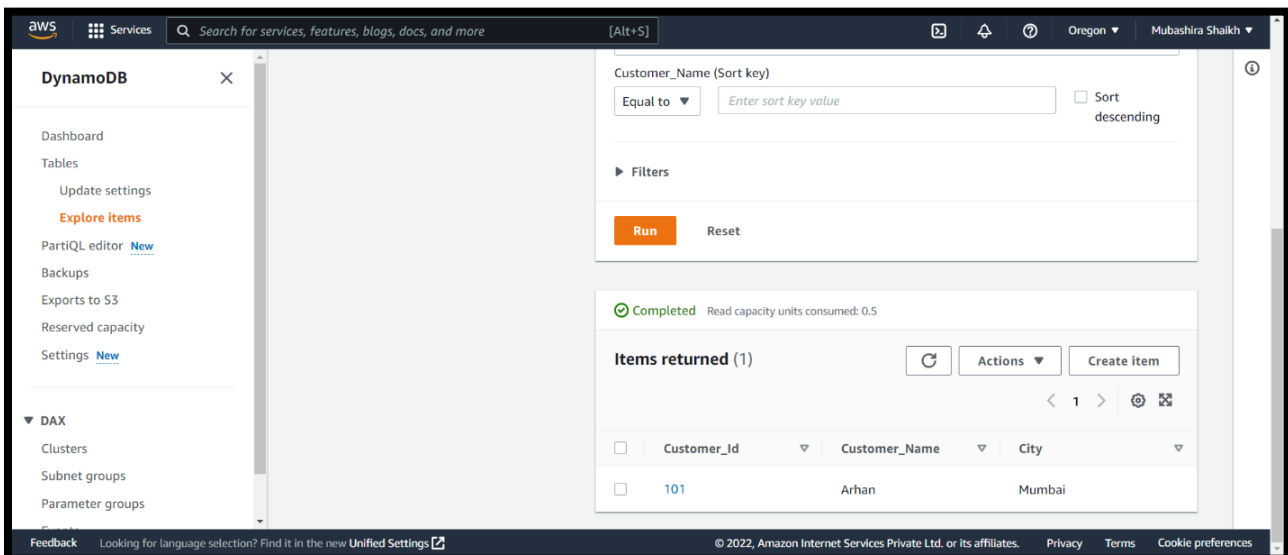 aws
Services
Search for services, features, blogs, docs, and more
[Alt+S]
Oregon
Mubashira Shaikh
DynamoDB
Dashboard
Tables
Update settings
Explore items
PartiQL editor New
Backups
Exports to S3
Reserved capacity
Settings New
DAX
Clusters
Subnet groups
Parameter groups
Customer_Name (Sort key)
Equal to
Enter sort key value
Sort
descending
Filters
Run Reset
Completed Read capacity units consumed: 0.5
Items returned (1)
Actions
Create item
1
Customer_Id Customer_Name City
101 Arhan Mumbai
Feedback Looking for language selection? Find it in the new Unified Settings
© 2022, Amazon Internet Services Private Ltd. or its affiliates. Privacy Terms Cookie preferences